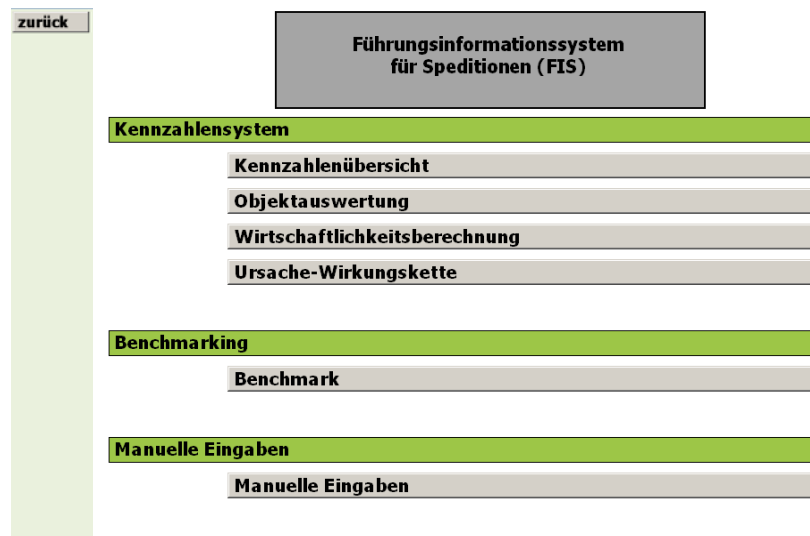 zurück
Führungsinformationssystem
für Speditionen (FIS)
Kennzahlensystem
Kennzahlenübersicht
Objektauswertung
Wirtschaftlichkeitsberechnung
Ursache-Wirkungskette
Benchmarking
Benchmark
Manuelle Eingaben
Manuelle Eingaben